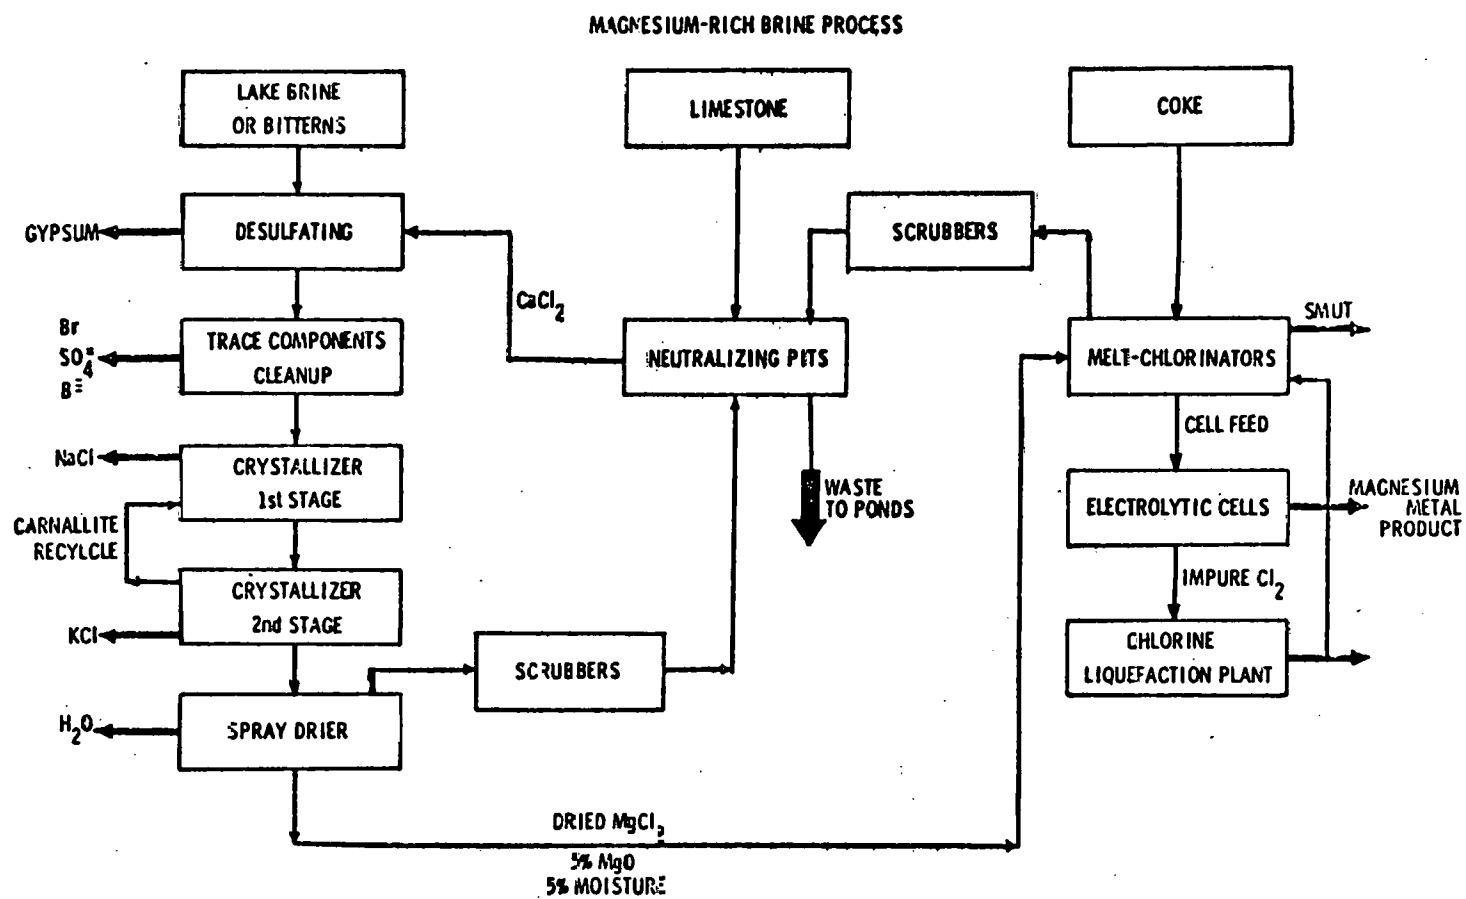 MAGNESIUM-RICH BRINE PROCESS
LAKE BRINE
OR BITTERNS
LIMESTONE
COKE
GYPSUM
DESULFATING
SCRUBBERS
CaCl2
Br
SO4=
B≡
TRACE COMPONENTS
CLEANUP
NEUTRALIZING PITS
MELT-CHLORINATORS
SMUT
CELL FEED
NaCl
CRYSTALLIZER
1st STAGE
CARNALLITE
RECYLCLE
WASTE
TO PONDS
ELECTROLYTIC CELLS
MAGNESIUM
METAL
PRODUCT
IMPURE Cl2
CRYSTALLIZER
2nd STAGE
KCl
SCRUBBERS
CHLORINE
LIQUEFACTION PLANT
H2O
SPRAY DRIER
DRIED MgCl2
5% MgO
5% MOISTURE